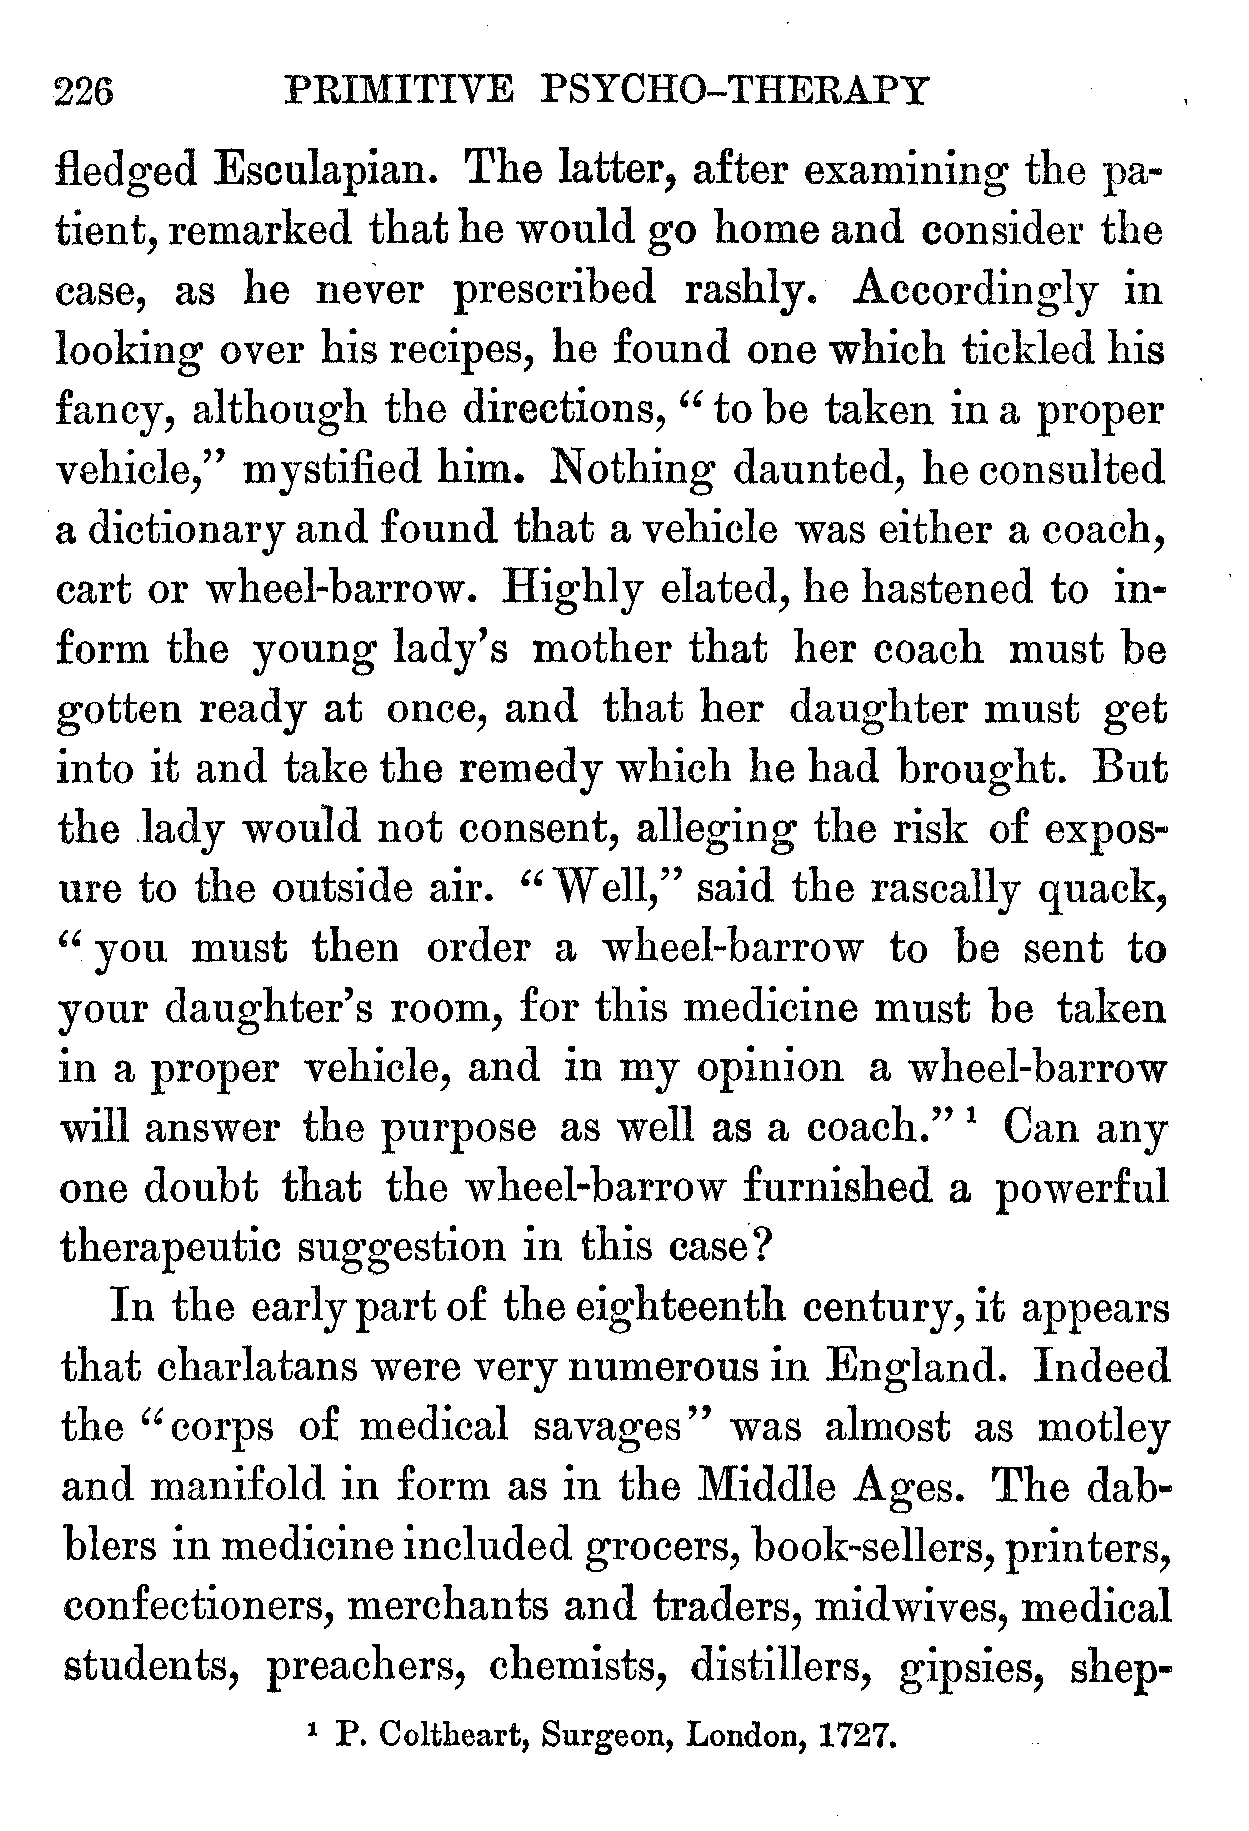 226 PRIMITIVE PSYCHO-THERAPY
fledged Esculapian. The latter, after examining the pa-
tient, remarked that he would go home and consider the
case, as he never prescribed rashly. Accordingly in
looking over his recipes, he found one which tickled his
fancy, although the directions, “ to be taken in a proper
vehicle,” mystified him. Nothing daunted, he consulted
a dictionary and found that a vehicle was either a coach,
cart or wheel-barrow. Highly elated, he hastened to in-
form the young lady’s mother that her coach must be
gotten ready at once, and that her daughter must get
into it and take the remedy which he had brought. But
the lady would not consent, alleging the risk of expos-
ure to the outside air. “ Well,” said the rascally quack,
“ you must then order a wheel-barrow to be sent to
your daughter’s room, for this medicine must be taken
in a proper vehicle, and in my opinion a wheel-barrow
will answer the purpose as well as a coach.” ¹ Can any
one doubt that the wheel-barrow furnished a powerful
therapeutic suggestion in this case?
In the early part of the eighteenth century, it appears
that charlatans were very numerous in England. Indeed
the “corps of medical savages” was almost as motley
and manifold in form as in the Middle Ages. The dab-
blers in medicine included grocers, book-sellers, printers,
confectioners, merchants and traders, midwives, medical
students, preachers, chemists, distillers, gipsies, shep-
¹ P. Coltheart, Surgeon, London, 1727.